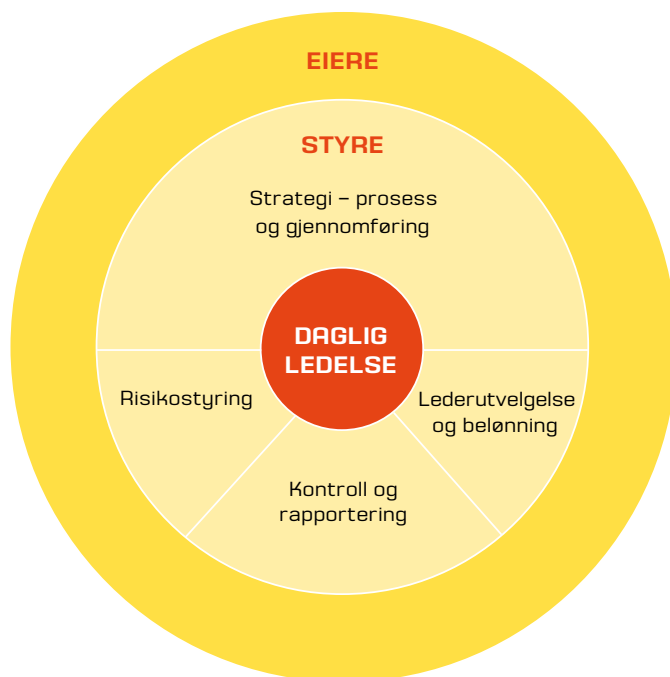 EIERE
STYRE
Strategi – prosess
og gjennomføring
DAGLIG
LEDELSE
Risikostyring
Lederutvelgelse
og belønning
Kontroll og
rapportering